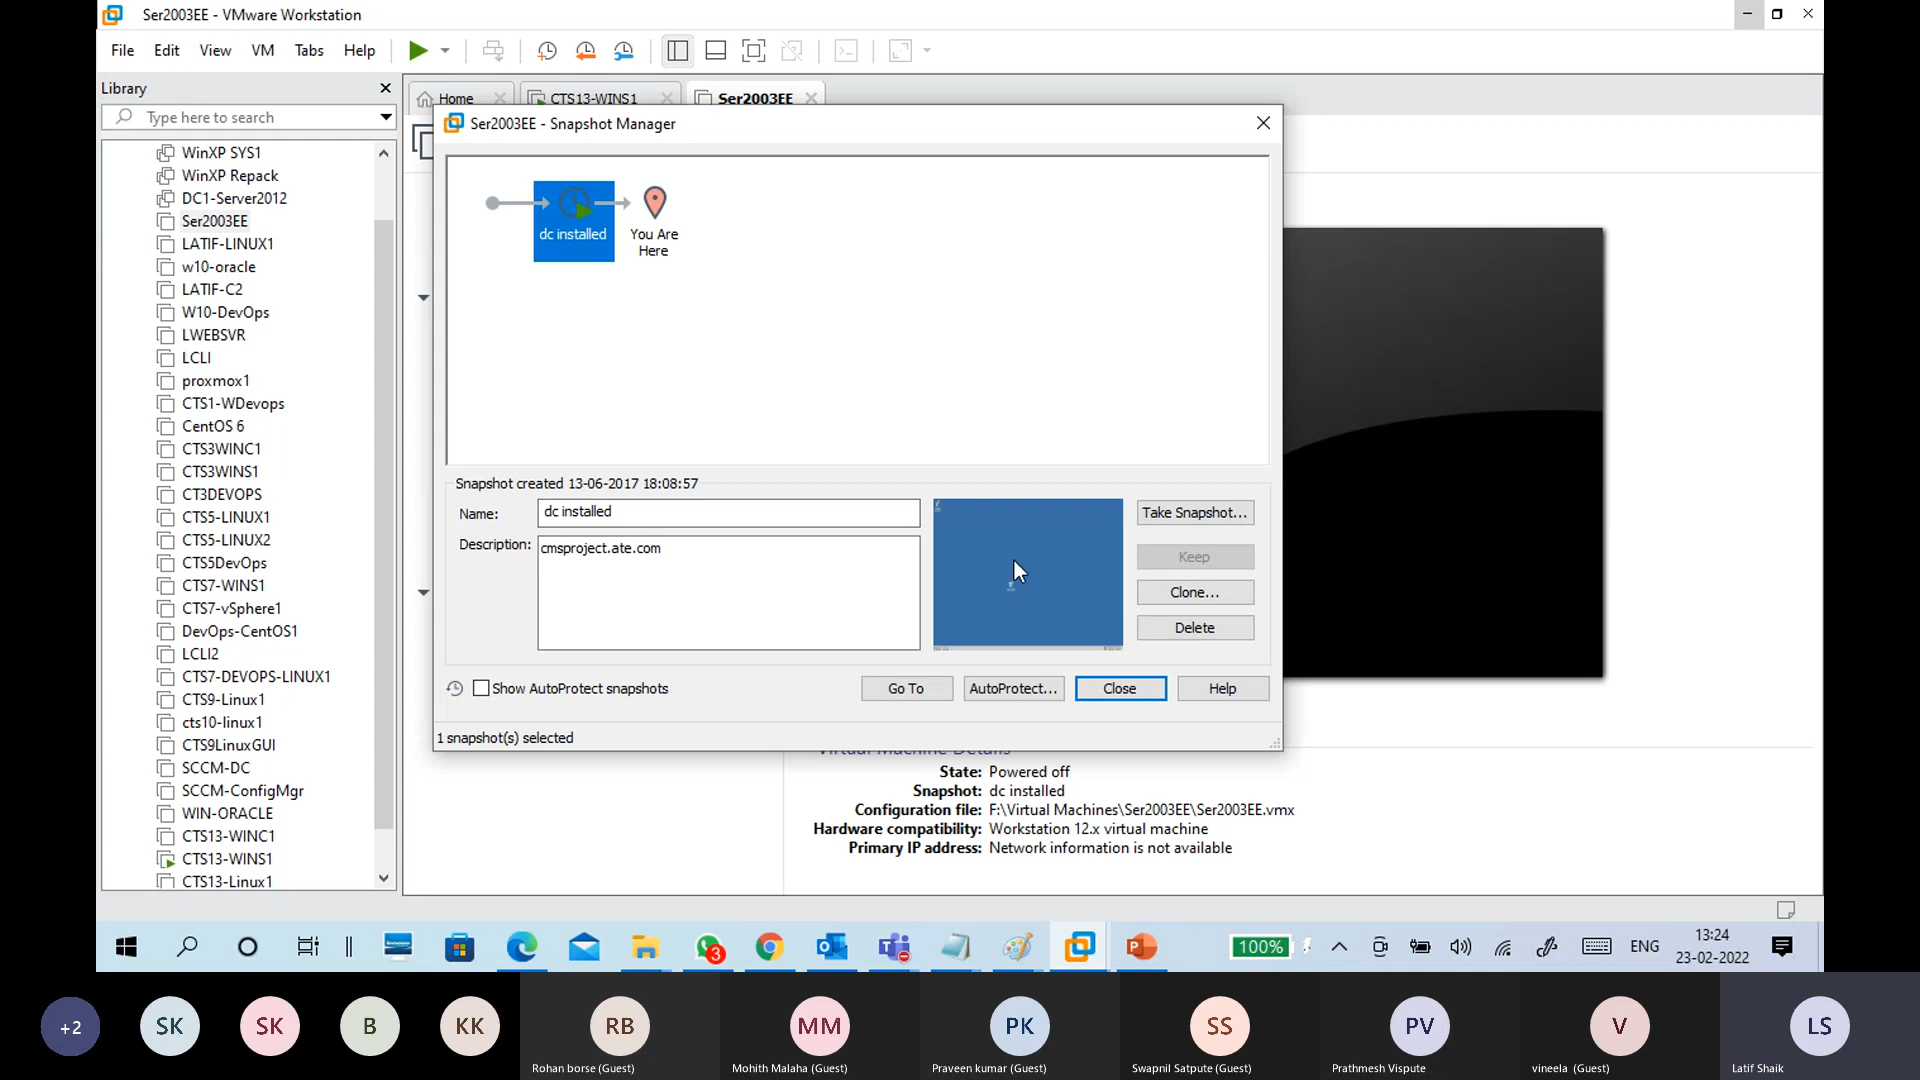 Ser2003EE - VMware Workstation
File Edit View VM Tabs Help
Library
Type here to search
WinXP SYS1
WinXP Repack
DC1-Server2012
Ser2003EE
LATIF-LINUX1
w10-oracle
LATIF-C2
W10-DevOps
LWEBSVR
LCLI
proxmox1
CTS1-WDevops
CentOS 6
CTS3WINC1
CTS3WINS1
CT3DEVOPS
CTS5-LINUX1
CTS5-LINUX2
CTS5DevOps
CTS7-WINS1
CTS7-vSphere1
DevOps-CentOS1
LCLI2
CTS7-DEVOPS-LINUX1
CTS9-Linux1
cts10-linux1
CTS9LinuxGUI
SCCM-DC
SCCM-ConfigMgr
WIN-ORACLE
CTS13-WINC1
CTS13-WINS1
CTS13-Linux1
Home CTS13-WINS1 Ser2003EE
Ser2003EE - Snapshot Manager
dc installed
You Are
Here
Snapshot created 13-06-2017 18:08:57
Name: dc installed
Description: cmsproject.ate.com
Take Snapshot...
Keep
Clone...
Delete
Show AutoProtect snapshots
Go To AutoProtect... Close Help
1 snapshot(s) selected
Virtual Machine Details
State: Powered off
Snapshot: dc installed
Configuration file: F:\Virtual Machines\Ser2003EE\Ser2003EE.vmx
Hardware compatibility: Workstation 12.x virtual machine
Primary IP address: Network information is not available
3
100%
ENG
13:24
23-02-2022
+2 SK SK B KK RB MM PK SS PV V LS
Rohan borse (Guest) Mohith Malaha (Guest) Praveen kumar (Guest) Swapnil Satpute (Guest) Prathmesh Vispute vineela (Guest) Latif Shaik